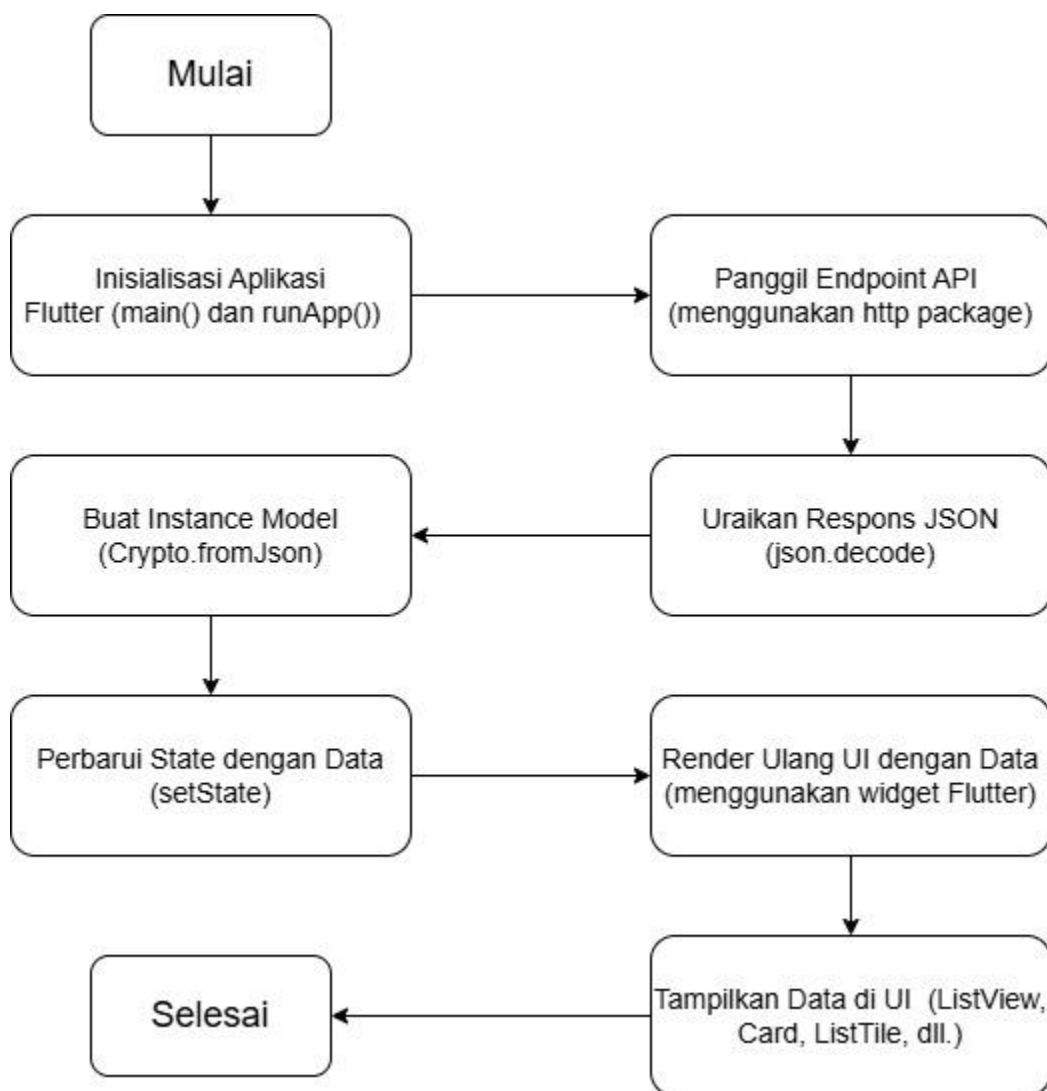 Mulai
Inisialisasi Aplikasi
Flutter (main() dan runApp())
Panggil Endpoint API
(menggunakan http package)
Uraikan Respons JSON
(json.decode)
Buat Instance Model
(Crypto.fromJson)
Perbarui State dengan Data
(setState)
Render Ulang UI dengan Data
(menggunakan widget Flutter)
Tampilkan Data di UI (ListView,
Card, ListTile, dll.)
Selesai